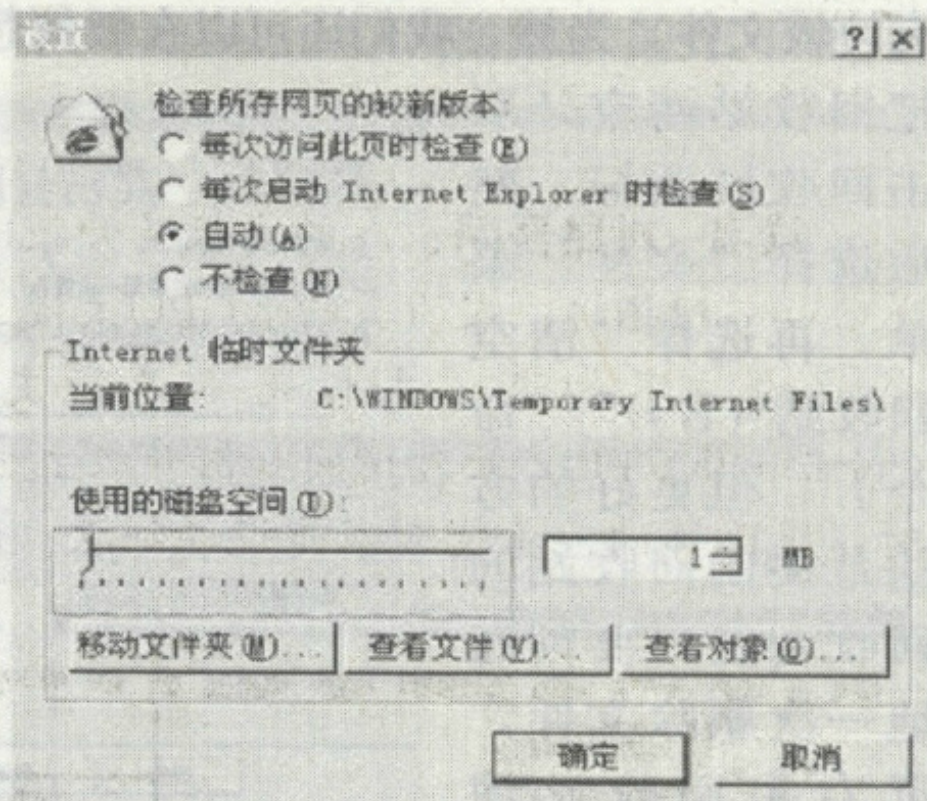 设置
检查所存网页的较新版本:
每次访问此页时检查(E)
每次启动 Internet Explorer 时检查(S)
自动(A)
不检查(N)
Internet 临时文件夹
当前位置: C:\WINDOWS\Temporary Internet Files\
使用的磁盘空间(D):
1 MB
移动文件夹(M)... 查看文件(V)... 查看对象(O)...
确定 取消